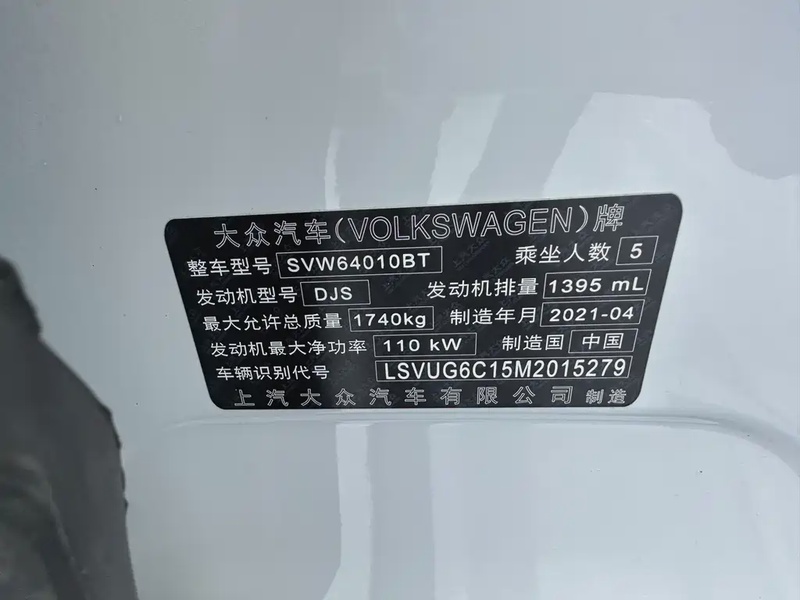 大众汽车(VOLKSWAGEN)牌
整车型号 SVW64010BT 乘坐人数 5
发动机型号 DJS 发动机排量 1395 mL
最大允许总质量 1740kg 制造年月 2021-04
发动机最大净功率 110 kW 制造国 中国
车辆识别代号 LSVUG6C15M2015279
上汽大众汽车有限公司 制造